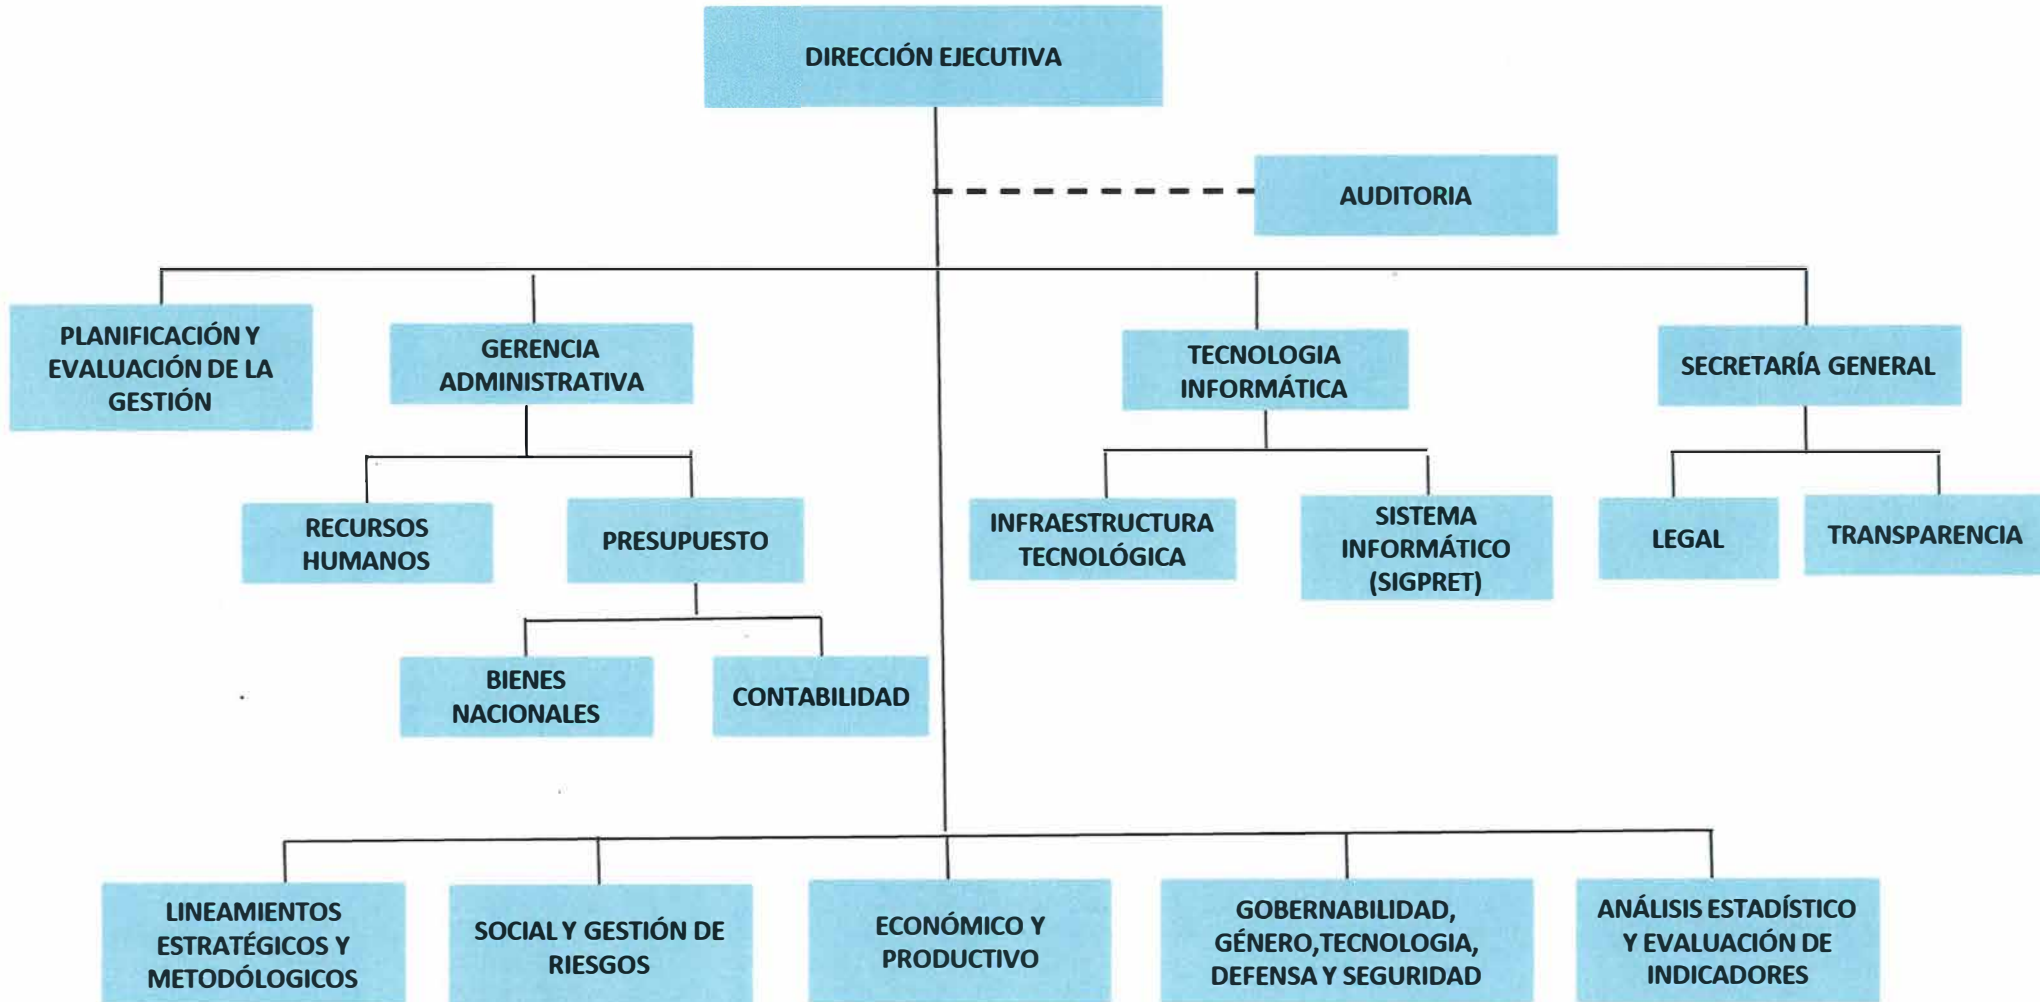 DIRECCIÓN EJECUTIVA
AUDITORIA
PLANIFICACIÓN Y
EVALUACIÓN DE LA
GESTIÓN
GERENCIA
ADMINISTRATIVA
TECNOLOGIA
INFORMÁTICA
SECRETARÍA GENERAL
RECURSOS
HUMANOS
PRESUPUESTO
INFRAESTRUCTURA
TECNOLÓGICA
SISTEMA
INFORMÁTICO
(SIGPRET)
LEGAL
TRANSPARENCIA
BIENES
NACIONALES
CONTABILIDAD
LINEAMIENTOS
ESTRATÉGICOS Y
METODÓLOGICOS
SOCIAL Y GESTIÓN DE
RIESGOS
ECONÓMICO Y
PRODUCTIVO
GOBERNABILIDAD,
GÉNERO,TECNOLOGIA,
DEFENSA Y SEGURIDAD
ANÁLISIS ESTADÍSTICO
Y EVALUACIÓN DE
INDICADORES